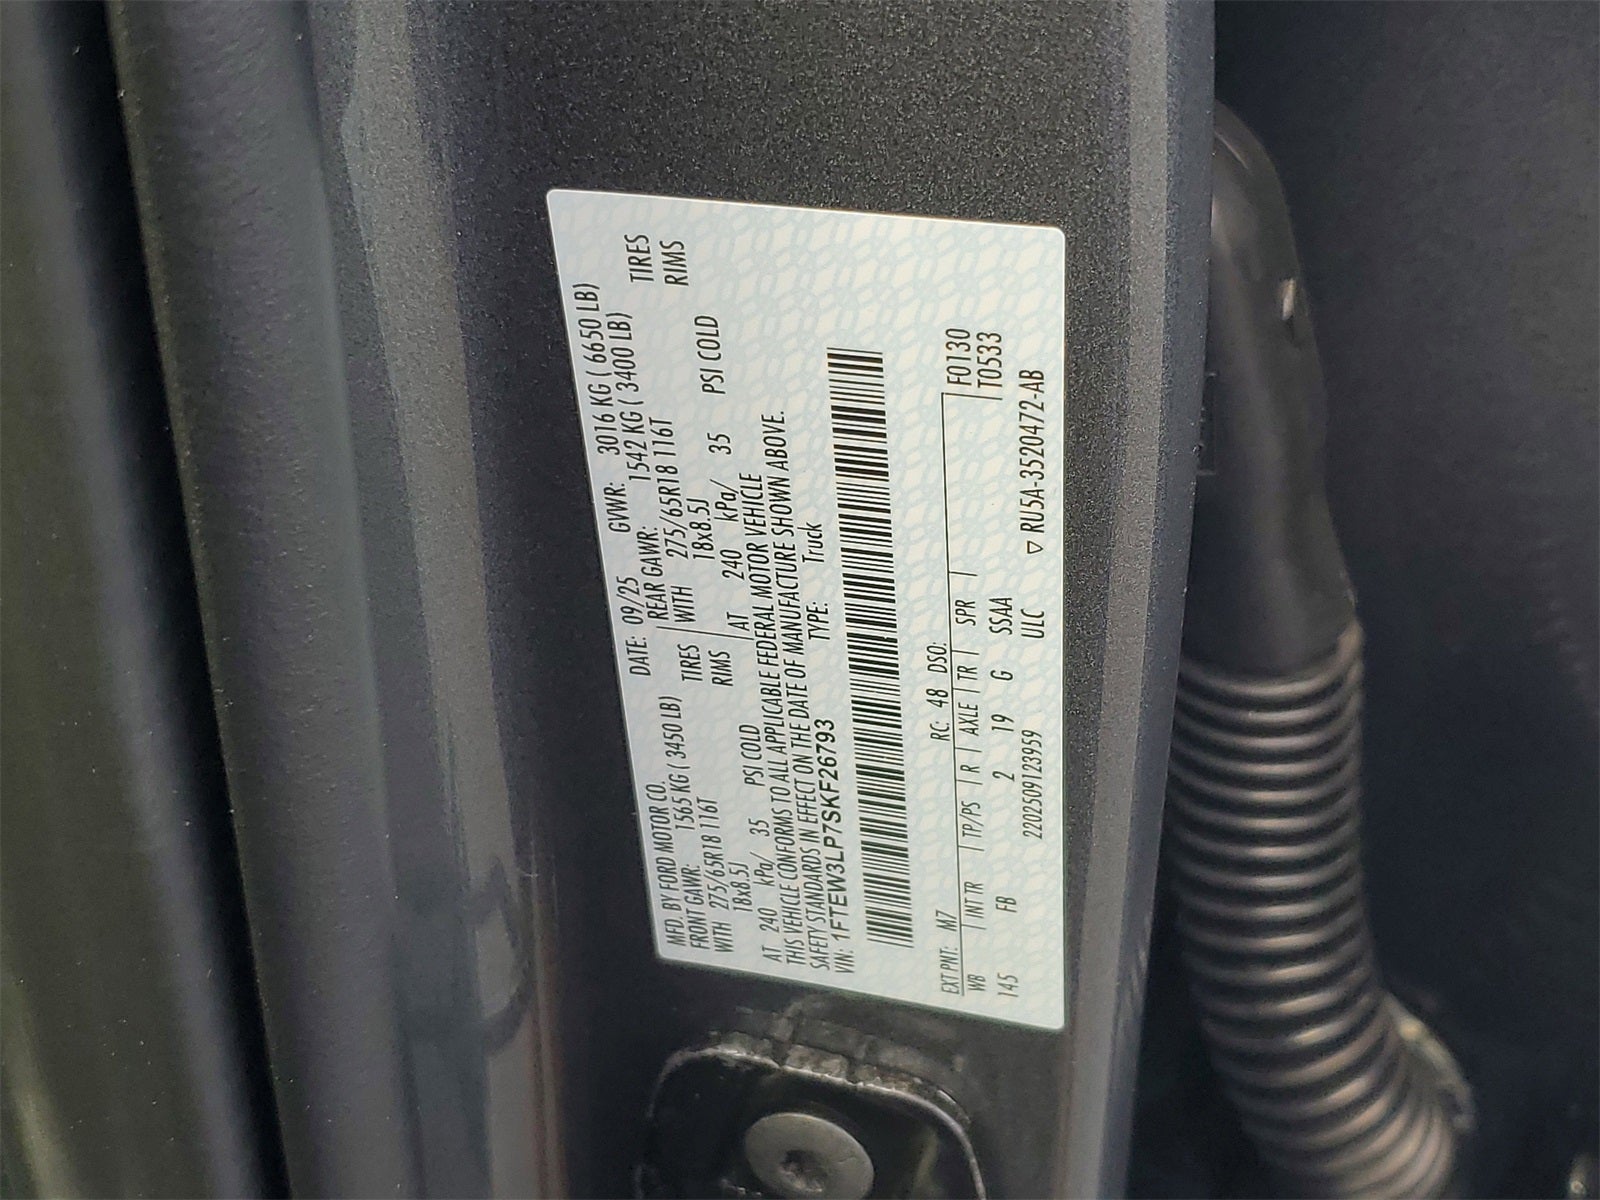 MFD. BY FORD MOTOR CO.
DATE: 09/25 GVWR: 3016 KG ( 6650 LB)
FRONT GAWR: 1565 KG ( 3450 LB) REAR GAWR: 1542 KG ( 3400 LB)
WITH 275/65R18 116T TIRES WITH 275/65R18 116T TIRES
18x8.5J RIMS 18x8.5J RIMS
AT 240 kPa/ 35 PSI COLD AT 240 kPa/ 35 PSI COLD
THIS VEHICLE CONFORMS TO ALL APPLICABLE FEDERAL MOTOR VEHICLE
SAFETY STANDARDS IN EFFECT ON THE DATE OF MANUFACTURE SHOWN ABOVE.
VIN: 1FTEW3LP7SKF26793 TYPE: Truck
EXT PNT: M7 RC: 48 DSO: F0130
WB INT TR TP/PS R AXLE TR SPR T0533
145 FB 2 19 G SSAA
2202509123959 ULC ▽ RU5A-3520472-AB